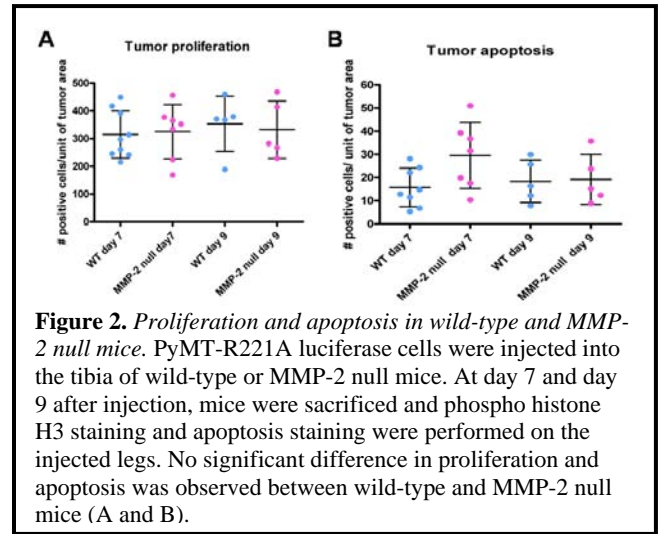 A
Tumor proliferation
# positive cells/unit of tumor area
500
400
300
200
100
0
WT day 7
MMP-2 null day7
WT day 9
MMP-2 null day 9
B
Tumor apoptosis
# positive cells/ unit of tumor area
60
50
40
30
20
10
0
WT day 7
MMP-2 null day 7
WT day 9
MMP-2 null day 9
Figure 2. Proliferation and apoptosis in wild-type and MMP-
2 null mice. PyMT-R221A luciferase cells were injected into
the tibia of wild-type or MMP-2 null mice. At day 7 and day
9 after injection, mice were sacrificed and phospho histone
H3 staining and apoptosis staining were performed on the
injected legs. No significant difference in proliferation and
apoptosis was observed between wild-type and MMP-2 null
mice (A and B).